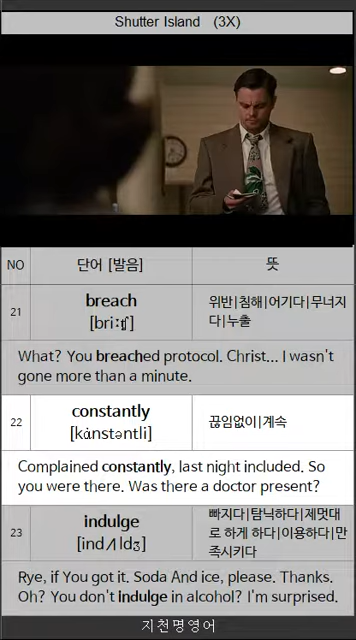 Shutter Island (3X)
NO 단어 [발음] 뜻
21 breach [briːʧ] 위반|침해|어기다|무너지다|누출
What? You breached protocol. Christ... I wasn't
gone more than a minute.
22 constantly [kάnstəntli] 끊임없이|계속
Complained constantly, last night included. So
you were there. Was there a doctor present?
23 indulge [indʌ́ldʒ] 빠지다|탐닉하다|제멋대로 하게 하다|이용하다|만족시키다
Rye, if You got it. Soda And ice, please. Thanks.
Oh? You don't indulge in alcohol? I'm surprised.
지천명영어